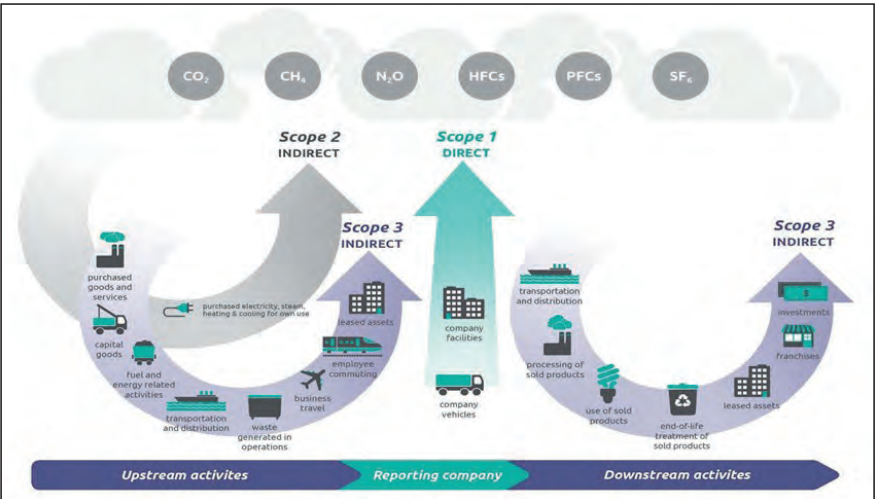 CO₂ CH₄ N₂O HFCs PFCs SF₆
Scope 2
INDIRECT
Scope 1
DIRECT
Scope 3
INDIRECT
Scope 3
INDIRECT
purchased
goods and
services
capital
goods
fuel and
energy related
activities
transportation
and distribution
waste
generated in
operations
business
travel
employee
commuting
leased assets
purchased electricity, steam,
heating & cooling for own use
company
facilities
company
vehicles
transportation
and distribution
processing of
sold products
use of sold
products
end-of-life
treatment of
sold products
leased assets
franchises
$
investments
Upstream activites
Reporting company
Downstream activites